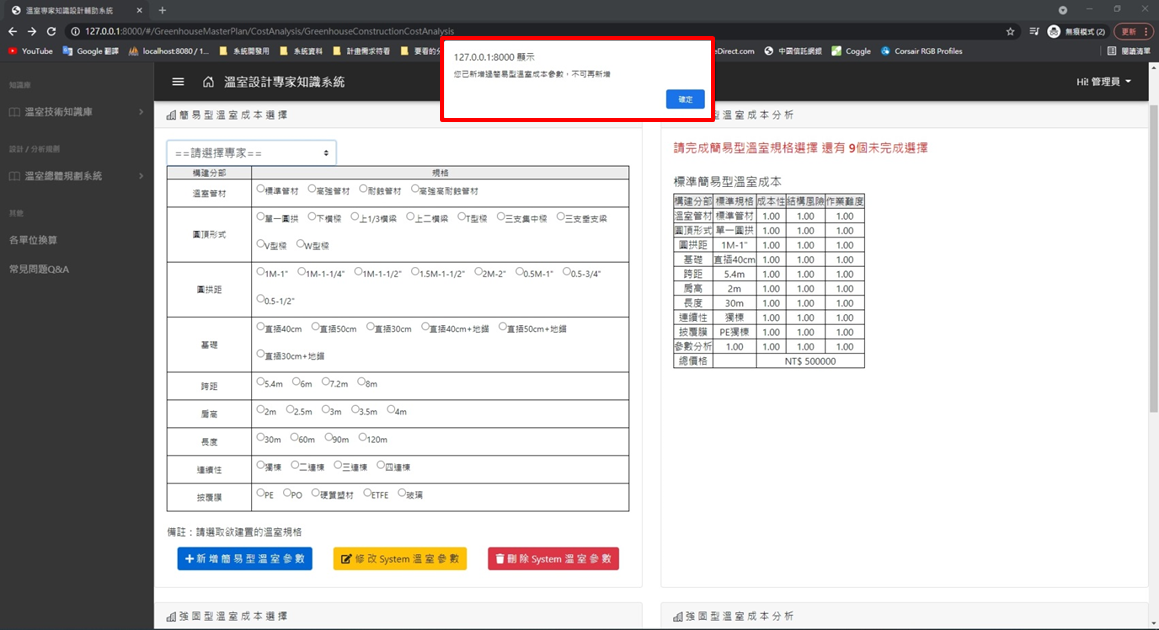 溫室專家知識設計輔助系統
127.0.0.1:8000/#/GreenhouseMasterPlan/CostAnalysis/GreenhouseConstructionCostAnalysis
無痕模式 (2)
更新
YouTube
Google 翻譯
localhost:8080 / 1...
系統開發用
系統資料
計畫需求待看
要看的分
eDirect.com
中國信託網銀
Coggle
Corsair RGB Profiles
閱讀清單
127.0.0.1:8000 顯示
您已新增過簡易型溫室成本參數，不可再新增
確定
知識庫
溫室技術知識庫
設計 / 分析規劃
溫室總體規劃系統
其他
各單位換算
常見問題Q&A
溫室設計專家知識系統
Hi! 管理員
簡易型溫室成本選擇
==請選擇專家==
構建分部 規格
溫室管材 標準管材 高強管材 耐蝕管材 高強高耐蝕管材
圓頂形式 單一圓拱 下橫樑 上1/3橫梁 上二橫梁 T型樑 三支集中樑 三支垂支梁
V型樑 W型樑
圓拱距 1M-1" 1M-1-1/4" 1M-1-1/2" 1.5M-1-1/2" 2M-2" 0.5M-1" 0.5-3/4"
0.5-1/2"
基礎 直插40cm 直插50cm 直插30cm 直插40cm+地錨 直插50cm+地錨
直插30cm+地錨
跨距 5.4m 6m 7.2m 8m
肩高 2m 2.5m 3m 3.5m 4m
長度 30m 60m 90m 120m
連續性 獨棟 二連棟 三連棟 四連棟
披覆膜 PE PO 硬質塑材 ETFE 玻璃
備註：請選取欲建置的溫室規格
新增簡易型溫室參數
修改 System 溫室參數
刪除 System 溫室參數
型溫室成本分析
請完成簡易型溫室規格選擇 還有 9個未完成選擇
標準簡易型溫室成本
構建分部 標準規格 成本性 結構風險 作業難度
溫室管材 標準管材 1.00 1.00 1.00
圓頂形式 單一圓拱 1.00 1.00 1.00
圓拱距 1M-1" 1.00 1.00 1.00
基礎 直插40cm 1.00 1.00 1.00
跨距 5.4m 1.00 1.00 1.00
肩高 2m 1.00 1.00 1.00
長度 30m 1.00 1.00 1.00
連續性 獨棟 1.00 1.00 1.00
披覆膜 PE獨棟 1.00 1.00 1.00
參數分析 1.00 1.00 1.00 1.00
總價格 NT$ 500000
強固型溫室成本選擇
強固型溫室成本分析